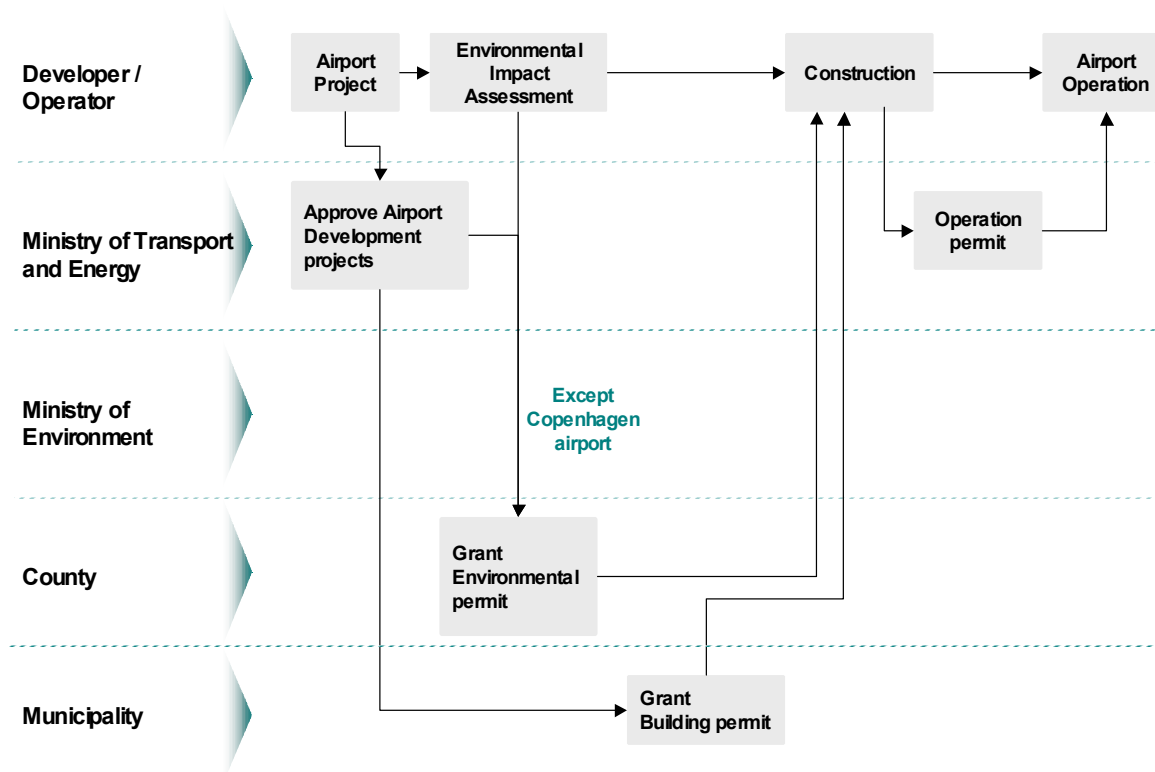 Developer /
Operator
Airport
Project
Environmental
Impact
Assessment
Construction
Airport
Operation
Ministry of Transport
and Energy
Approve Airport
Development
projects
Operation
permit
Ministry of
Environment
Except
Copenhagen
airport
County
Grant
Environmental
permit
Municipality
Grant
Building permit